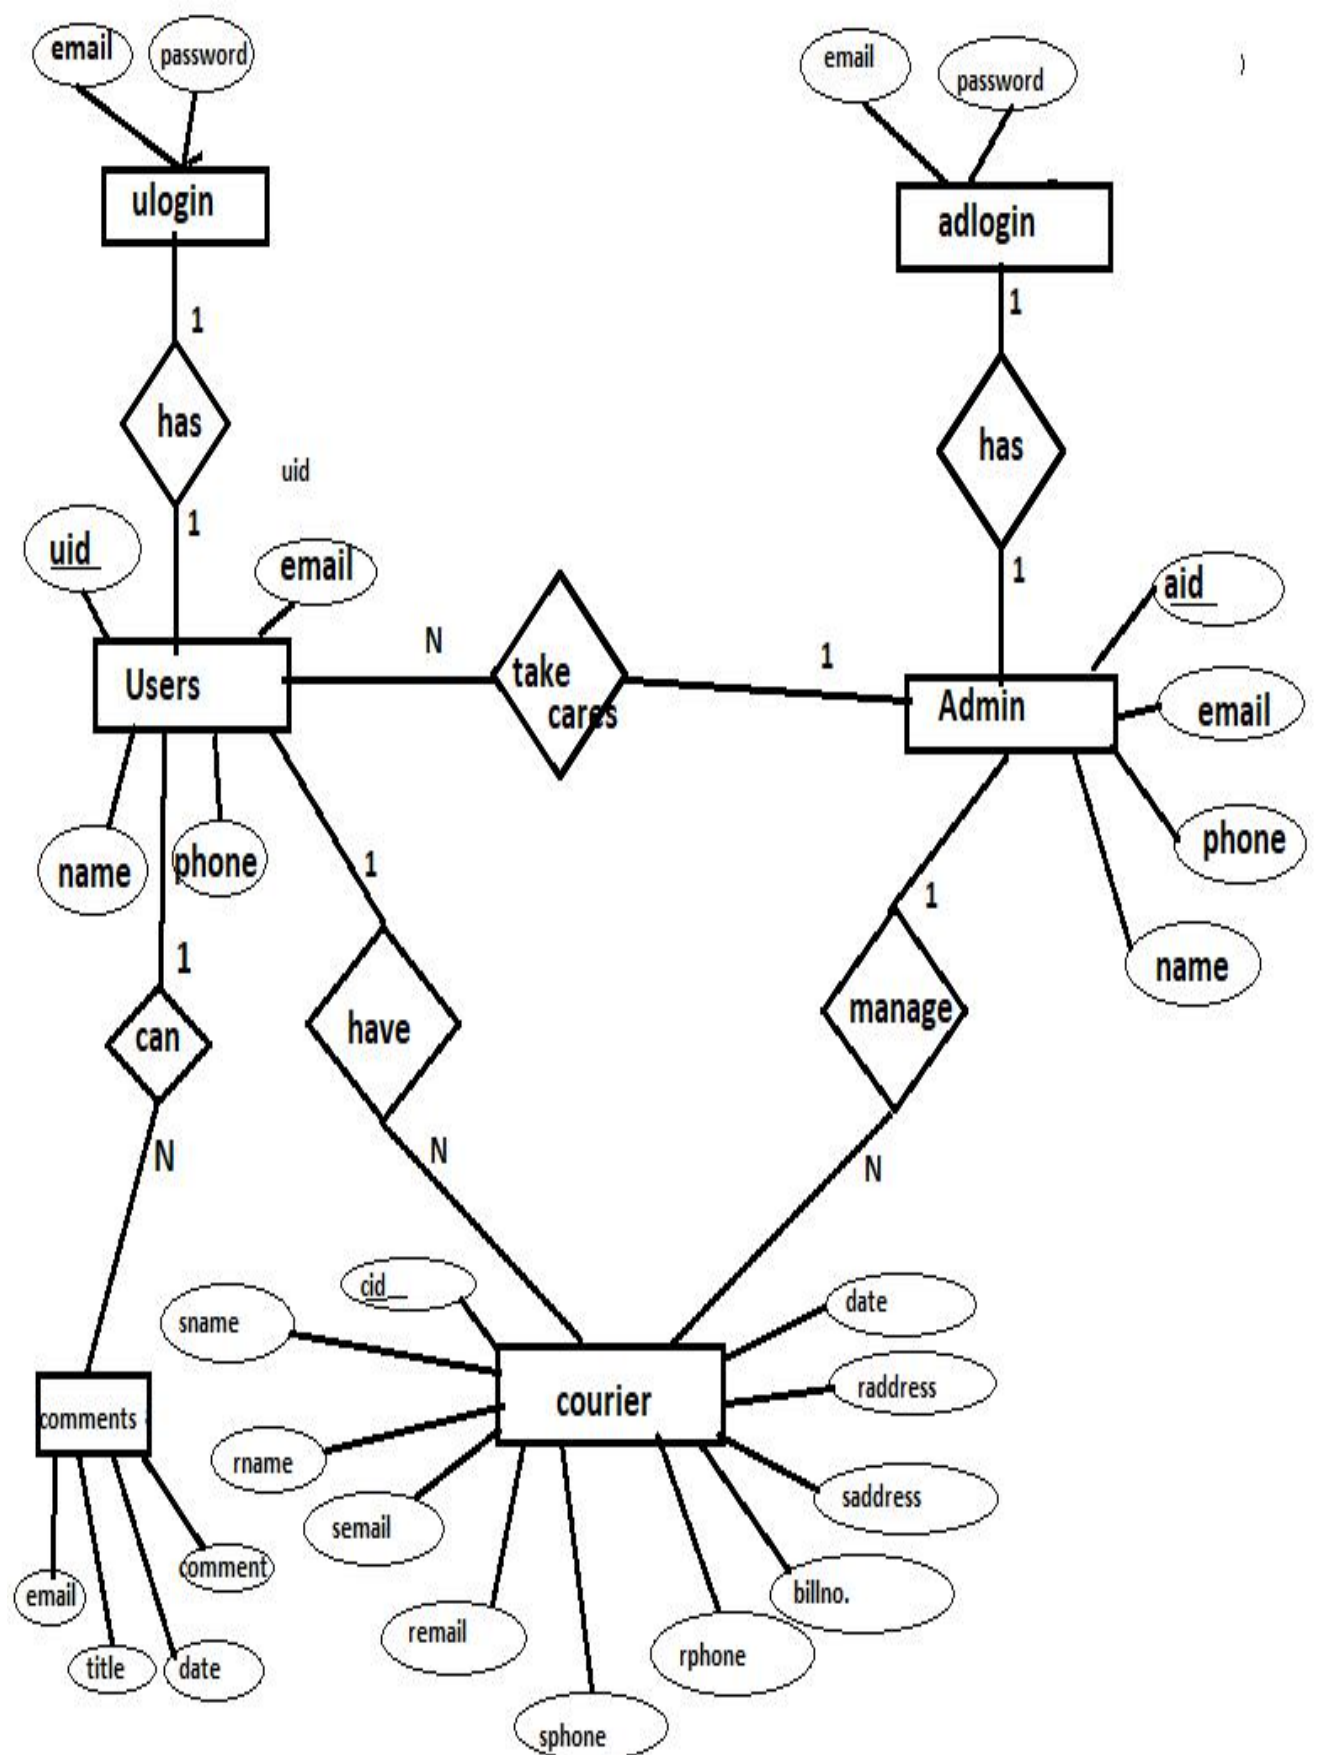 email
password
email
password
)
ulogin
adlogin
1
1
has
has
uid
1
1
uid
email
aid
N
take
cares
1
Users
Admin
email
name
phone
phone
1
1
name
1
can
have
manage
N
N
N
cid
sname
date
raddress
comments
courier
rname
semail
saddress
email
comment
billno.
title
date
remail
rphone
sphone